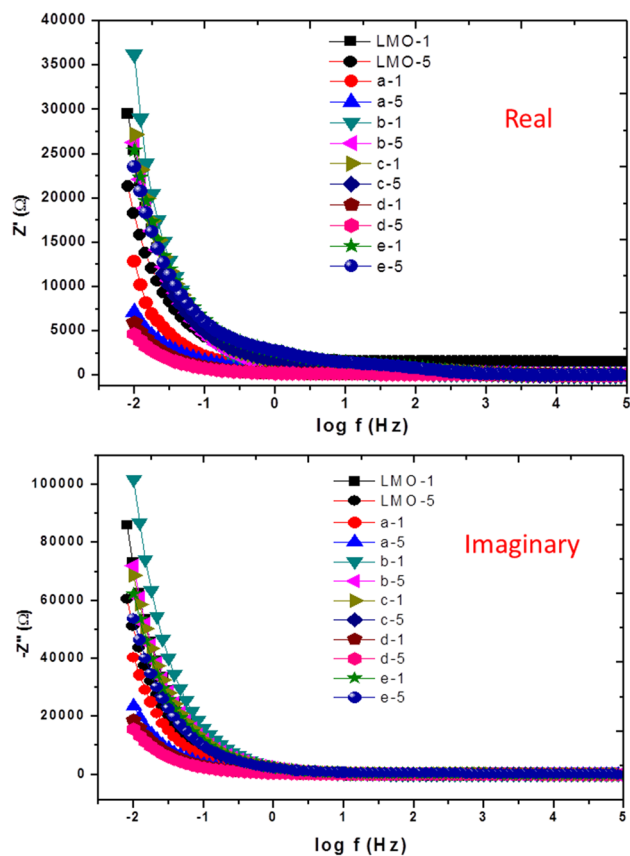 40000
35000
30000
25000
20000
15000
10000
5000
0
Z' (Ω)
LMO-1
LMO-5
a-1
a-5
b-1
b-5
c-1
c-5
d-1
d-5
e-1
e-5
Real
-2 -1 0 1 2 3 4 5
log f (Hz)
100000
80000
60000
40000
20000
0
-Z" (Ω)
LMO-1
LMO-5
a-1
a-5
b-1
b-5
c-1
c-5
d-1
d-5
e-1
e-5
Imaginary
-2 -1 0 1 2 3 4 5
log f (Hz)